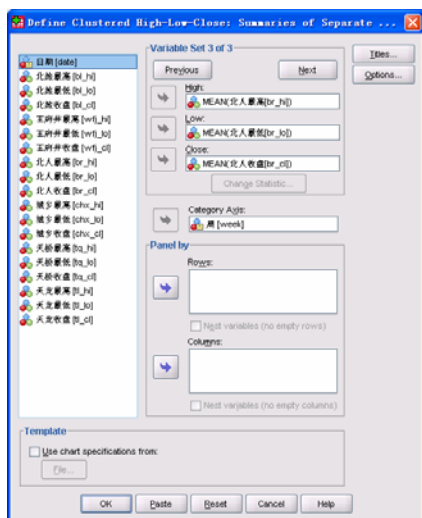 Define Clustered High-Low-Close: Summaries of Separate ...
日期 [date]
北旅最高 [bl_hi]
北旅最低 [bl_lo]
北旅收盘 [bl_cl]
王府井最高 [wfj_hi]
王府井最低 [wfj_lo]
王府井收盘 [wfj_cl]
北人最高 [br_hi]
北人最低 [br_lo]
北人收盘 [br_cl]
城乡最高 [chx_hi]
城乡最低 [chx_lo]
城乡收盘 [chx_cl]
天桥最高 [tq_hi]
天桥最低 [tq_lo]
天桥收盘 [tq_cl]
天龙最高 [tl_hi]
天龙最低 [tl_lo]
天龙收盘 [tl_cl]
Variable Set 3 of 3
Previous
Next
High:
MEAN(北人最高[br_hi])
Low:
MEAN(北人最低[br_lo])
Close:
MEAN(北人收盘[br_cl])
Change Statistic...
Category Axis:
周 [week]
Panel by
Rows:
Nest variables (no empty rows)
Columns:
Nest variables (no empty columns)
Titles...
Options...
Template
Use chart specifications from:
File...
OK
Paste
Reset
Cancel
Help